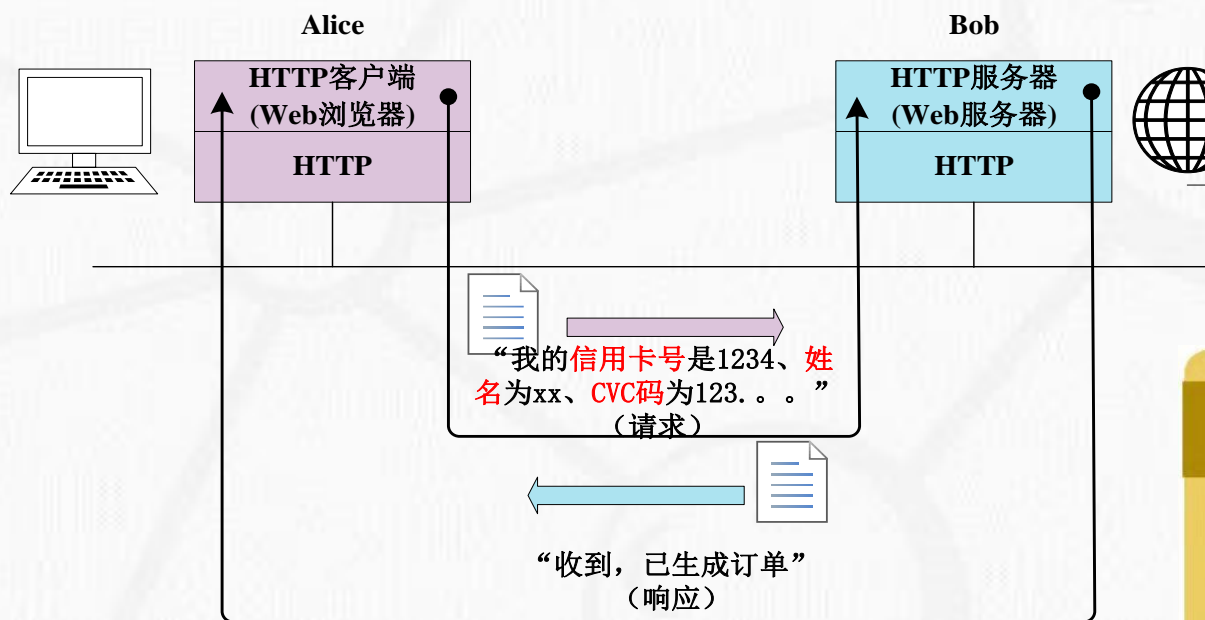 Alice
Bob
HTTP客户端
(Web浏览器)
HTTP
HTTP服务器
(Web服务器)
HTTP
“我的信用卡号是1234、姓
名为xx、CVC码为123.。。”
（请求）
“收到，已生成订单”
（响应）